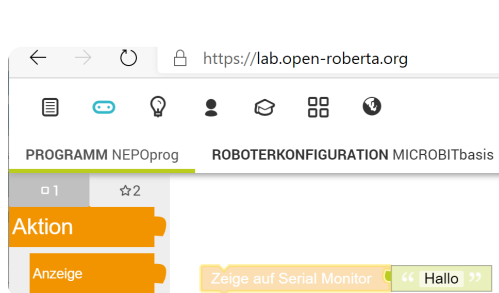 https://lab.open-roberta.org
PROGRAMM NEPOprog ROBOTERKONFIGURATION MICROBITbasis
1 2
Aktion
Anzeige
Zeige auf Serial Monitor “ Hallo ”